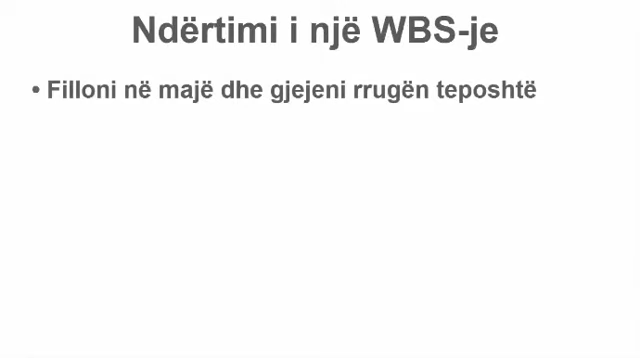 Ndërtimi i një WBS-je
• Filloni në majë dhe gjejeni rrugën teposhtë